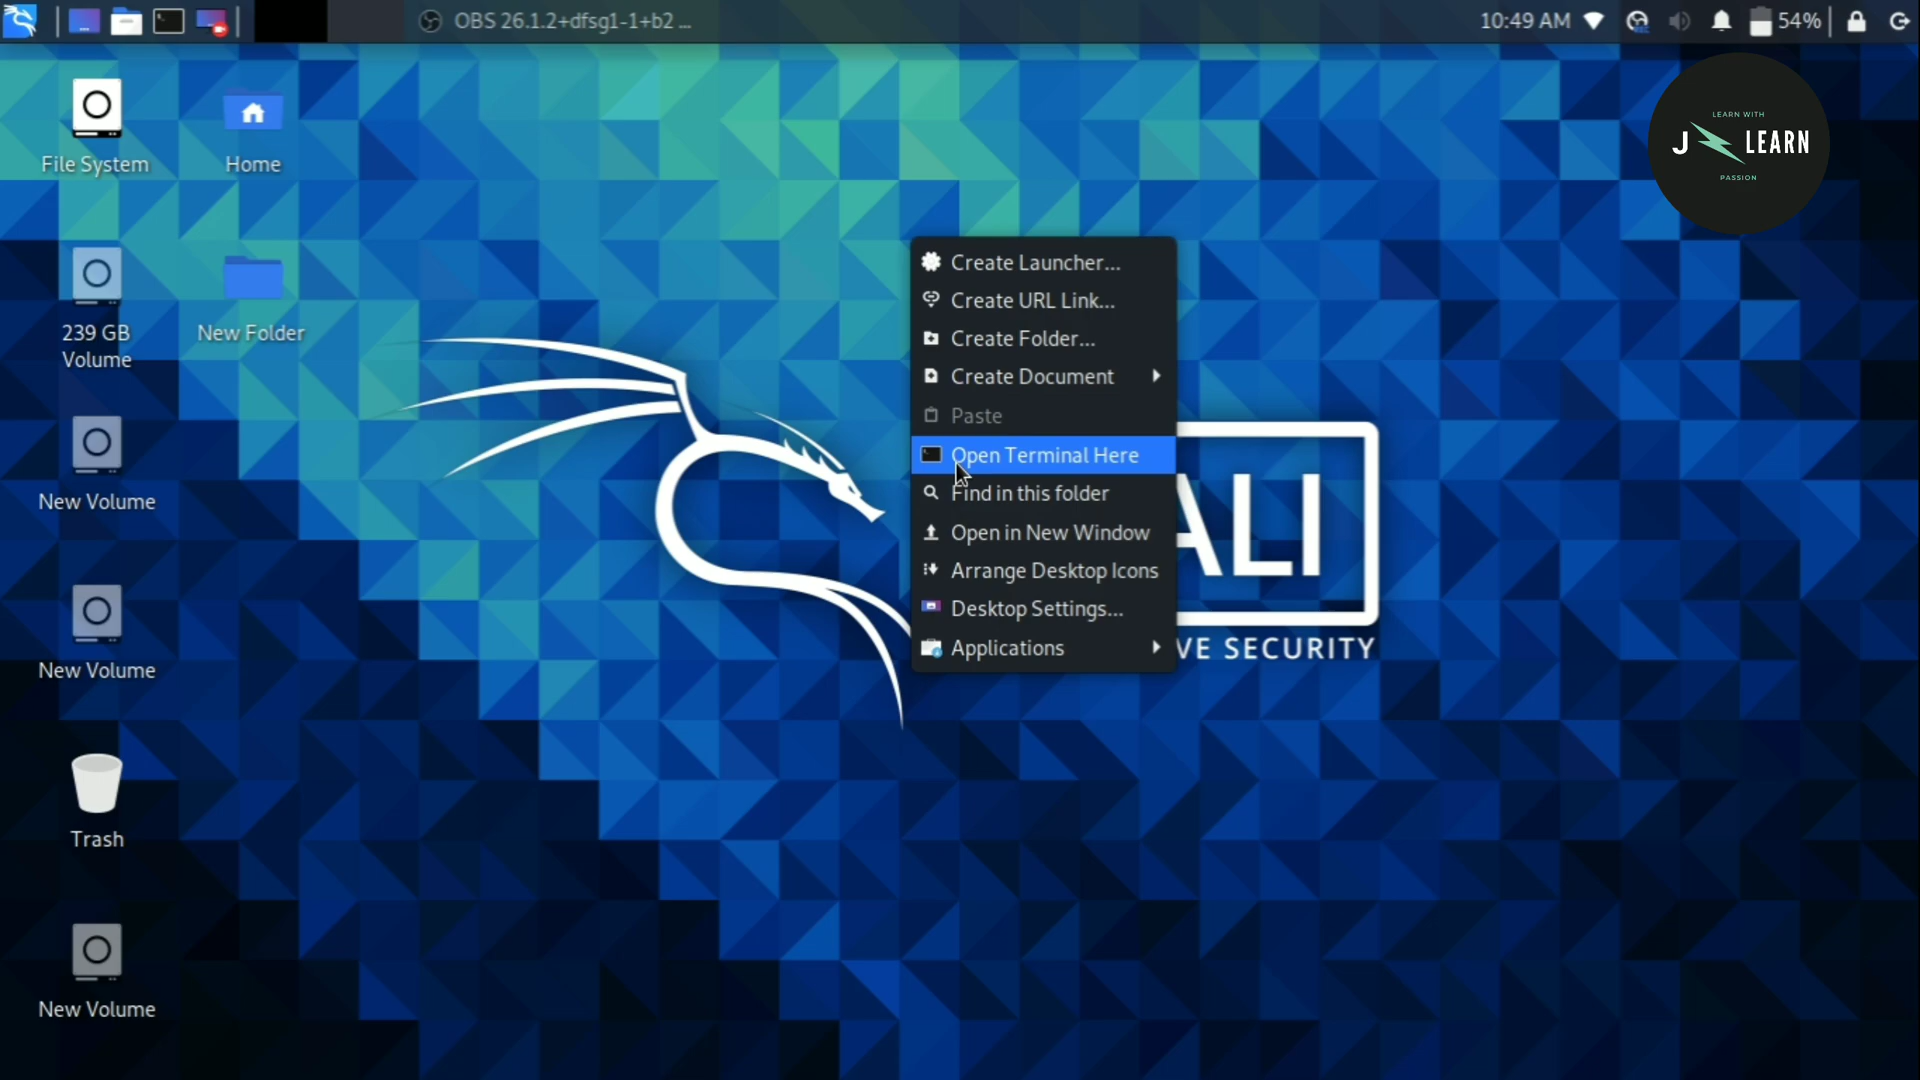 OBS 26.1.2+dfsg1-1+b2 ...
10:49 AM
54%
File System
Home
LEARN WITH
J LEARN
PASSION
239 GB
Volume
New Folder
New Volume
New Volume
Trash
New Volume
Create Launcher...
Create URL Link...
Create Folder...
Create Document
Paste
Open Terminal Here
Find in this folder
Open in New Window
Arrange Desktop Icons
Desktop Settings...
Applications
ALI
VE SECURITY